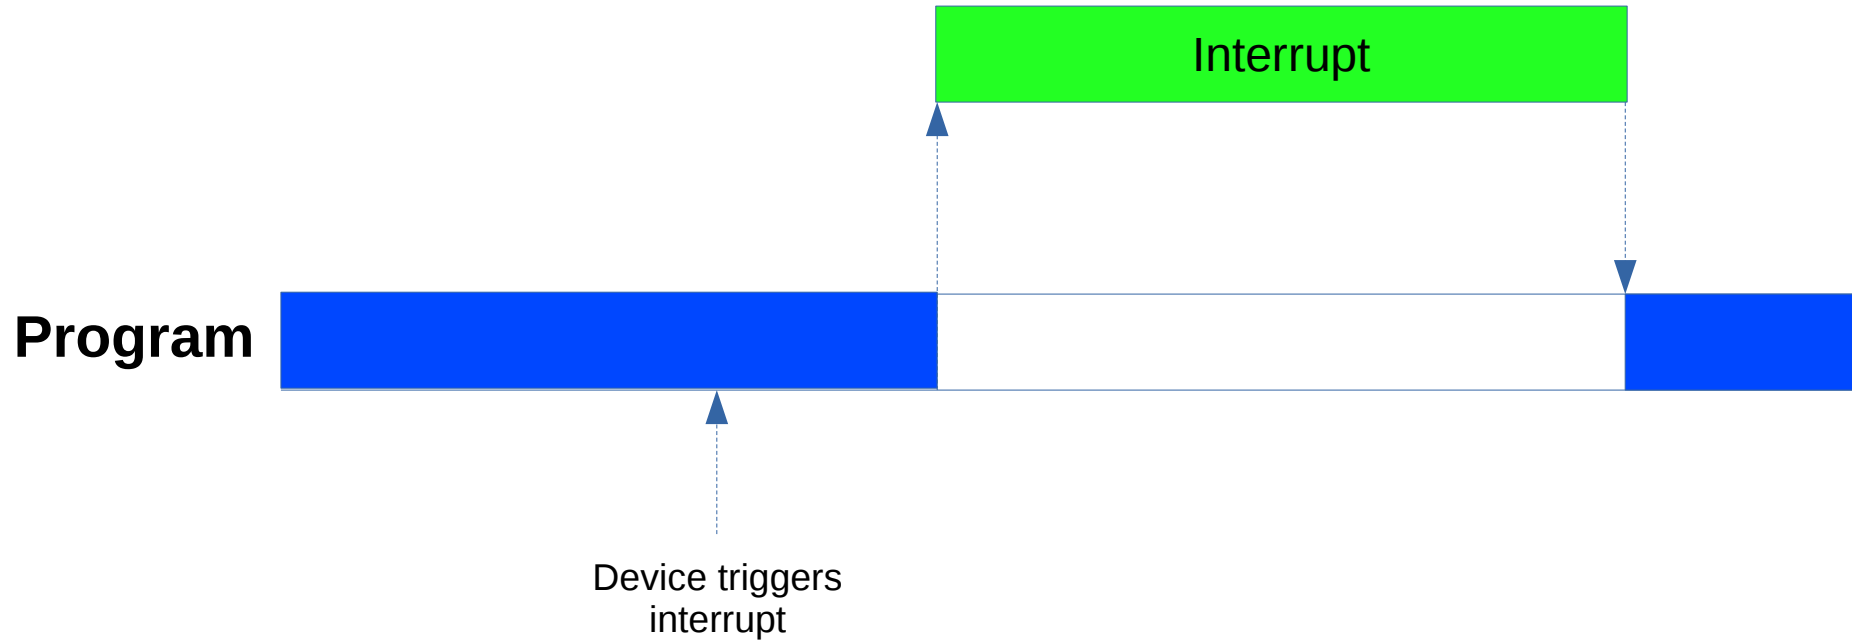 Interrupt
Program
Device triggers
interrupt